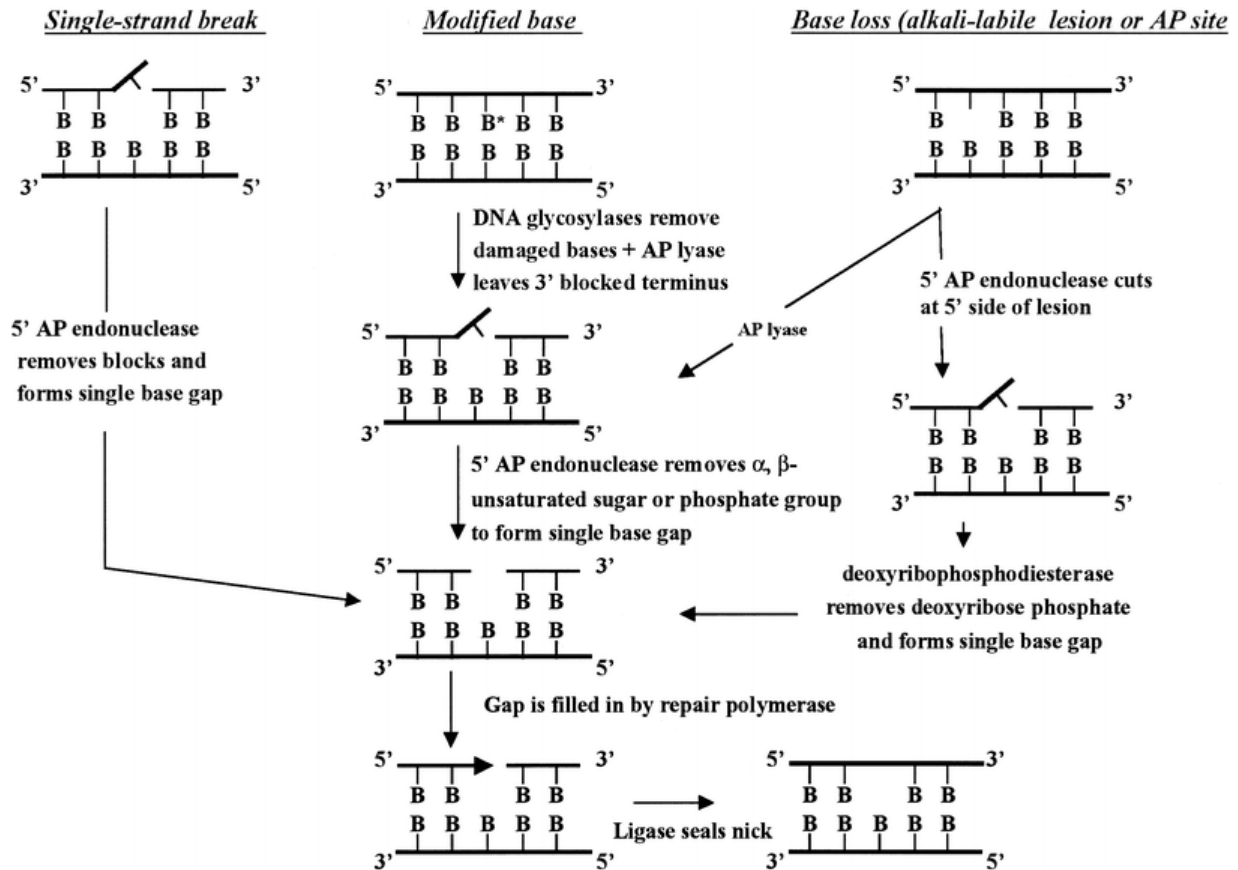 Single-strand break
Modified base
Base loss (alkali-labile lesion or AP site
5’ 3’
B B B B
B B B B B
3’ 5’
5’ 3’
B B B* B B
B B B B B
3’ 5’
5’ 3’
B B B B
B B B B B
3’ 5’
DNA glycosylases remove
damaged bases + AP lyase
leaves 3’ blocked terminus
5’ AP endonuclease cuts
at 5’ side of lesion
AP lyase
5’ AP endonuclease
removes blocks and
forms single base gap
5’ 3’
B B B B
B B B B B
3’ 5’
5’ 3’
B B B B
B B B B B
3’ 5’
5’ AP endonuclease removes α, β-
unsaturated sugar or phosphate group
to form single base gap
deoxyribophosphodiesterase
removes deoxyribose phosphate
and forms single base gap
5’ 3’
B B B B
B B B B B
3’ 5’
Gap is filled in by repair polymerase
5’ 3’
B B B B
B B B B B
3’ 5’
Ligase seals nick
5’ 3’
B B B B
B B B B B
3’ 5’